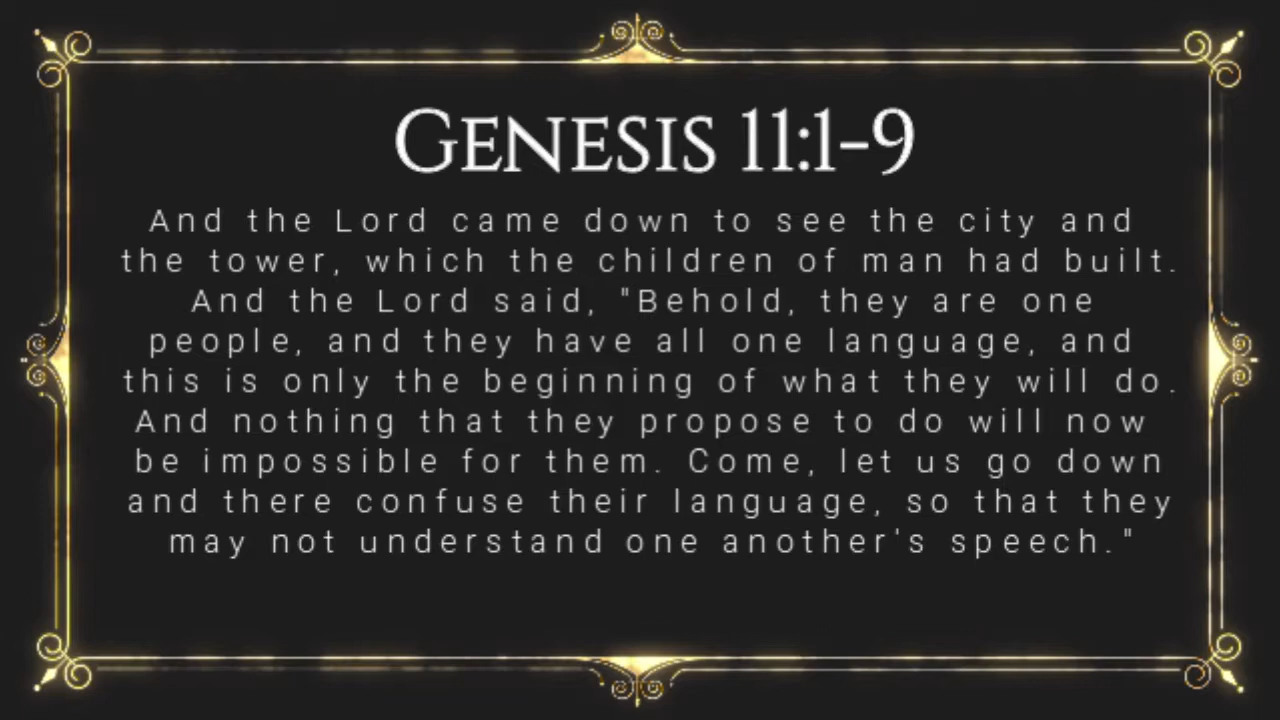 Genesis 11:1-9
And the Lord came down to see the city and
the tower, which the children of man had built.
And the Lord said, "Behold, they are one
people, and they have all one language, and
this is only the beginning of what they will do.
And nothing that they propose to do will now
be impossible for them. Come, let us go down
and there confuse their language, so that they
may not understand one another's speech."